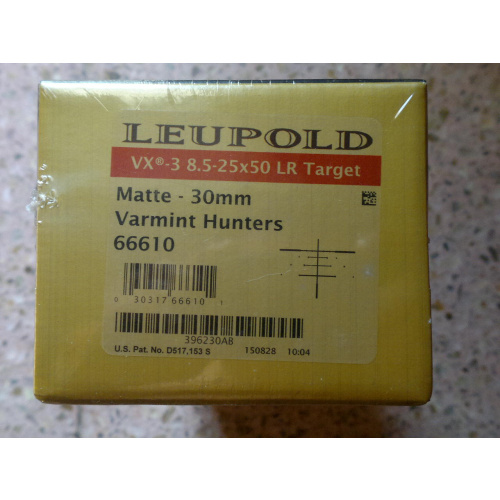 LEUPOLD
VX®-3 8.5-25x50 LR Target
Matte - 30mm
Varmint Hunters
66610
0 30317 66610 1
396230AB
U.S. Pat. No. D517,153 S 150828 10:04